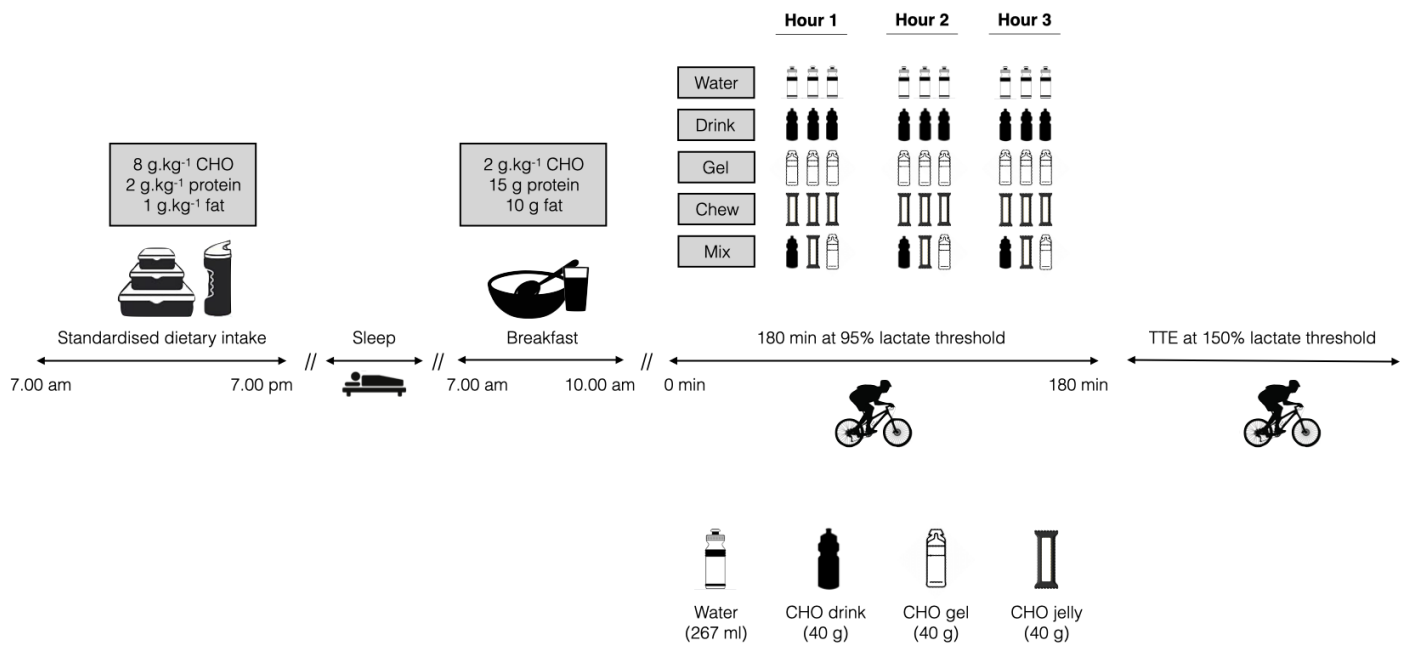 Hour 1
Hour 2
Hour 3
Water
Drink
Gel
Chew
Mix
8 g.kg⁻¹ CHO
2 g.kg⁻¹ protein
1 g.kg⁻¹ fat
2 g.kg⁻¹ CHO
15 g protein
10 g fat
Standardised dietary intake
Sleep
Breakfast
180 min at 95% lactate threshold
TTE at 150% lactate threshold
//
//
//
7.00 am
7.00 pm
7.00 am
10.00 am
0 min
180 min
Water
(267 ml)
CHO drink
(40 g)
CHO gel
(40 g)
CHO jelly
(40 g)